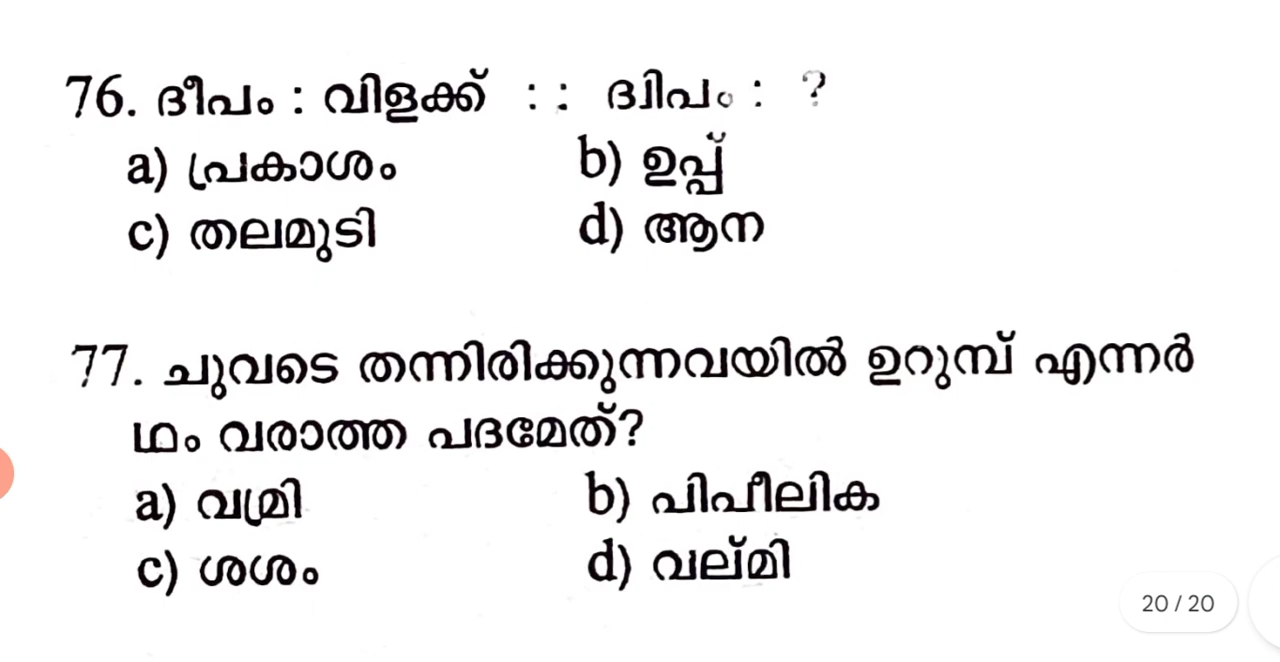 76. ദീപം : വിളക്ക് : : ദ്വിപം : ?
a) പ്രകാശം b) ഉപ്പ്
c) തലമുടി d) ആന
77. ചുവടെ തന്നിരിക്കുന്നവയിൽ ഉറുമ്പ് എന്നർ
ഥം വരാത്ത പദമേത്?
a) വമ്രി b) പിപീലിക
c) ശശം d) വല്മി
20 / 20